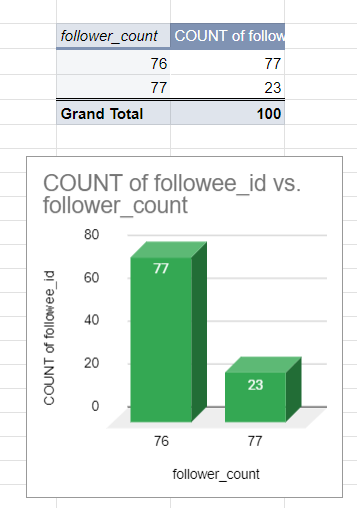 follower_count COUNT of follow
76 77
77 23
Grand Total 100
COUNT of followee_id vs.
follower_count
COUNT of followee_id
80
60
40
20
0
77
23
76 77
follower_count